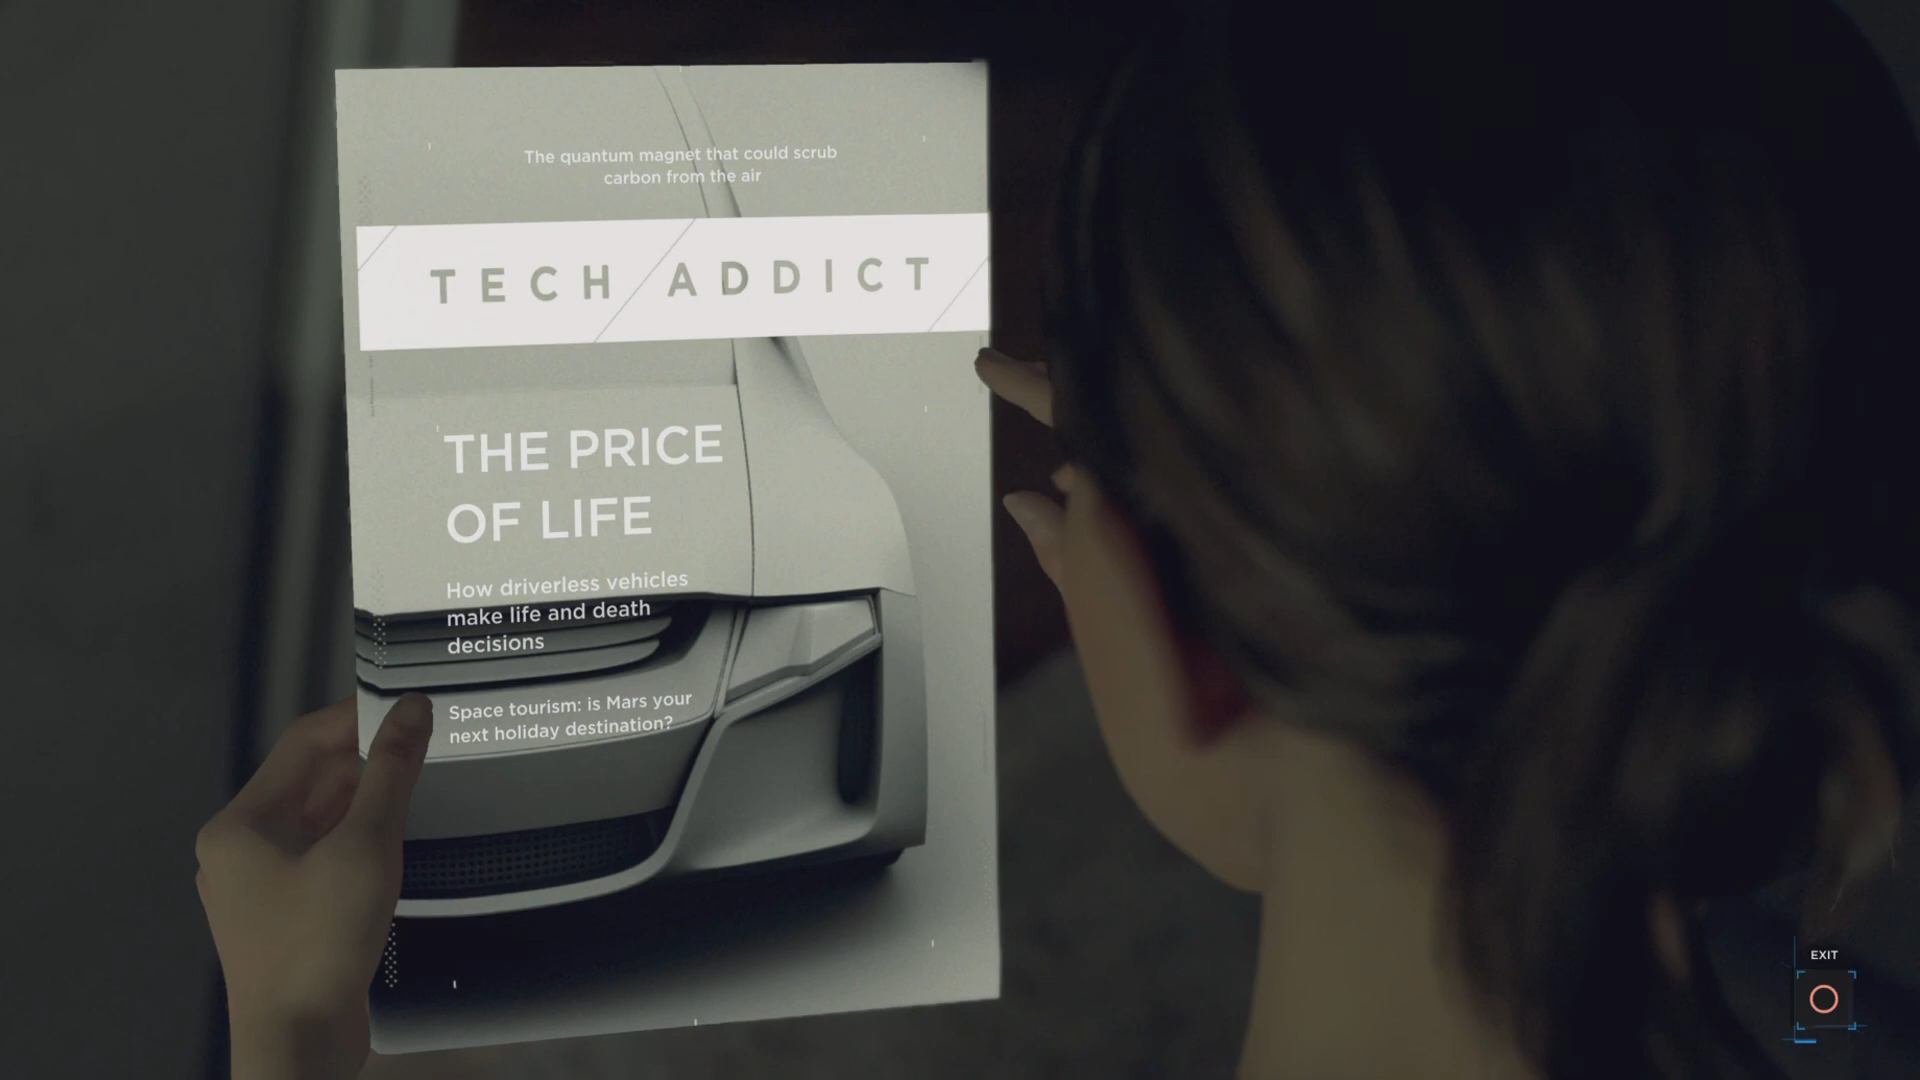 The quantum magnet that could scrub
carbon from the air
TECH ADDICT
THE PRICE
OF LIFE
How driverless vehicles
make life and death
decisions
Space tourism: is Mars your
next holiday destination?
EXIT